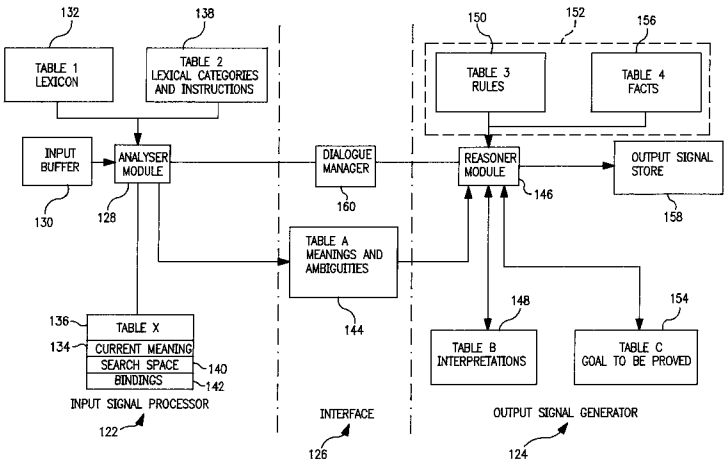 132
138
150
152
156
TABLE 1
LEXICON
TABLE 2
LEXICAL CATEGORIES
AND INSTRUCTIONS
TABLE 3
RULES
TABLE 4
FACTS
INPUT
BUFFER
130
ANALYSER
MODULE
128
DIALOGUE
MANAGER
160
REASONER
MODULE
146
OUTPUT SIGNAL
STORE
158
TABLE A
MEANINGS AND
AMBIGUITIES
144
136
TABLE X
134
CURRENT MEANING
SEARCH SPACE
140
BINDINGS
142
148
TABLE B
INTERPRETATIONS
154
TABLE C
GOAL TO BE PROVED
INPUT SIGNAL PROCESSOR
122
INTERFACE
126
OUTPUT SIGNAL GENERATOR
124